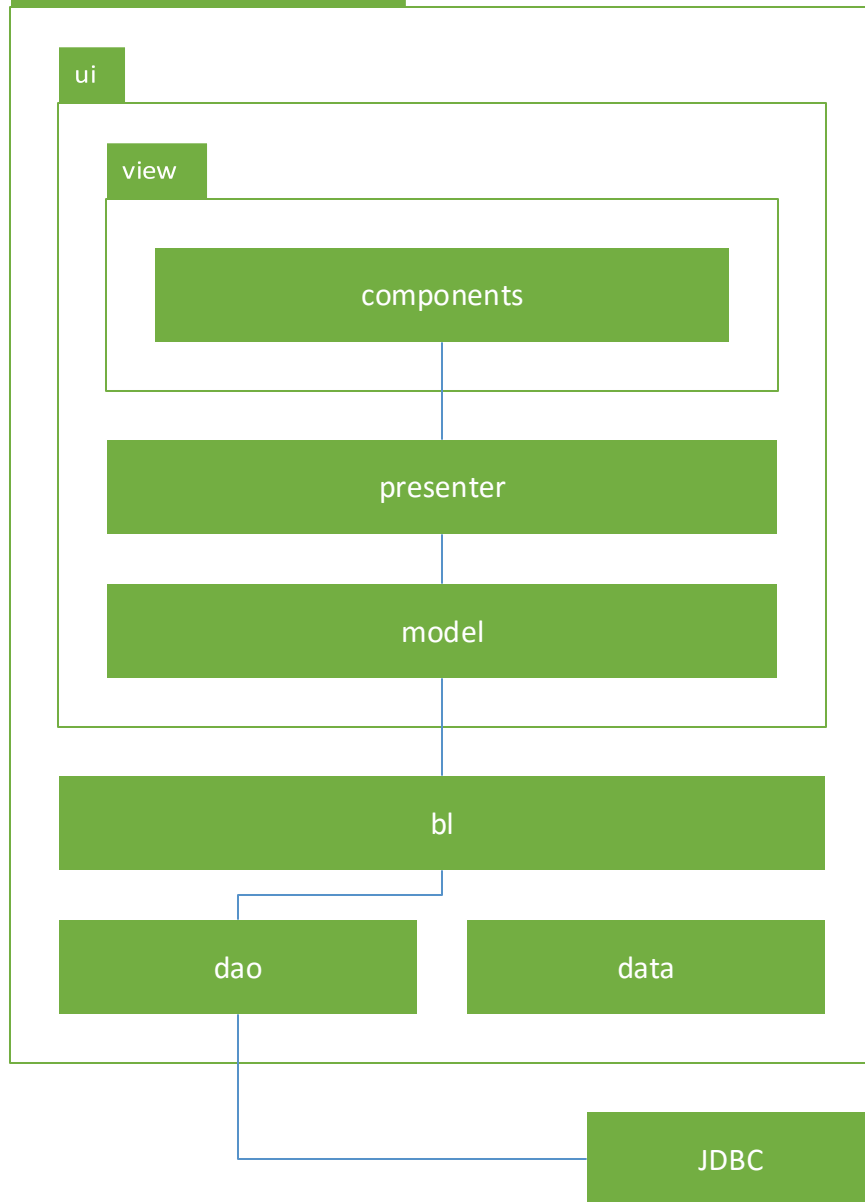 ui
view
components
presenter
model
bl
dao
data
JDBC